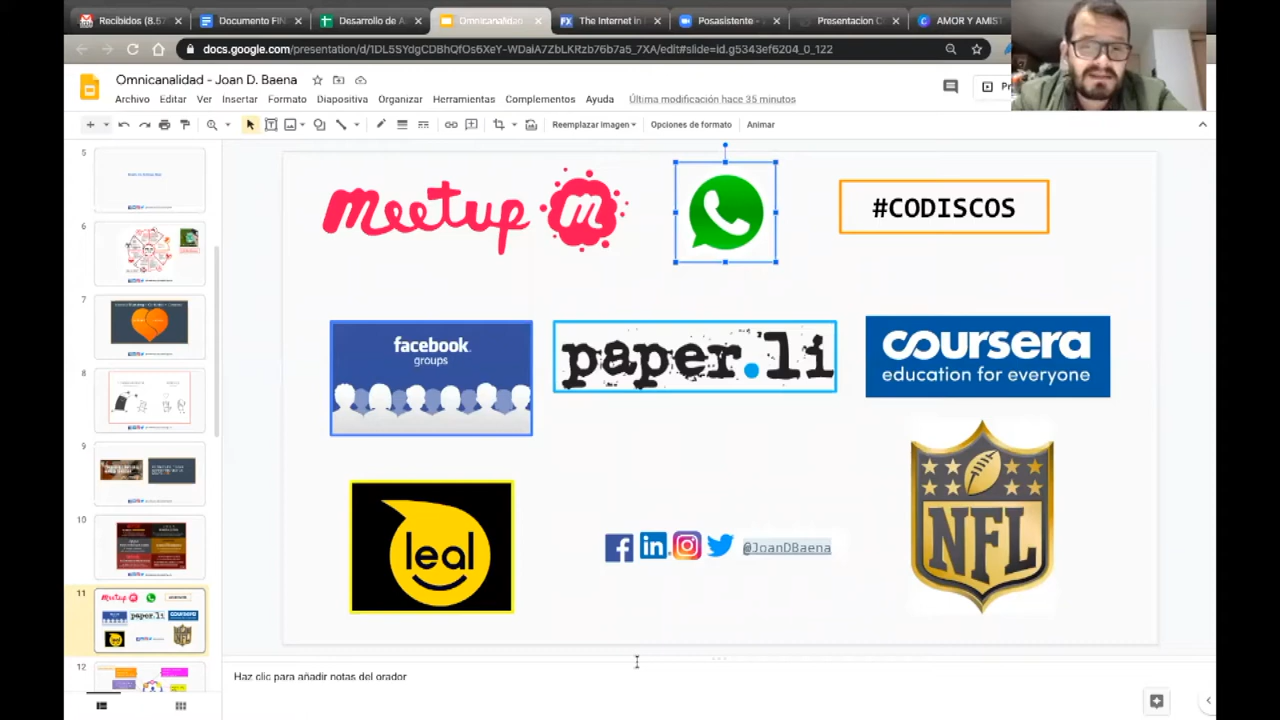 Recibidos (8.57
Documento FIN
Desarrollo de A
Omnicanalidad
The Internet in
Posasistente -
Presentacion C
AMOR Y AMIST
docs.google.com/presentation/d/1DL5SYdgCDBhQfOs6XeY-WDaiA7ZbLKRzb76b7a5_7XA/edit#slide=id.g5343ef6204_0_122
Omnicanalidad - Joan D. Baena
Archivo Editar Ver Insertar Formato Diapositiva Organizar Herramientas Complementos Ayuda Última modificación hace 35 minutos
Reemplazar imagen Opciones de formato Animar
5
6
7
8
9
10
11
12
meetup m
#CODISCOS
facebook
groups
paper.li
coursera
education for everyone
leal
@JoanDBaena
NFL
Haz clic para añadir notas del orador